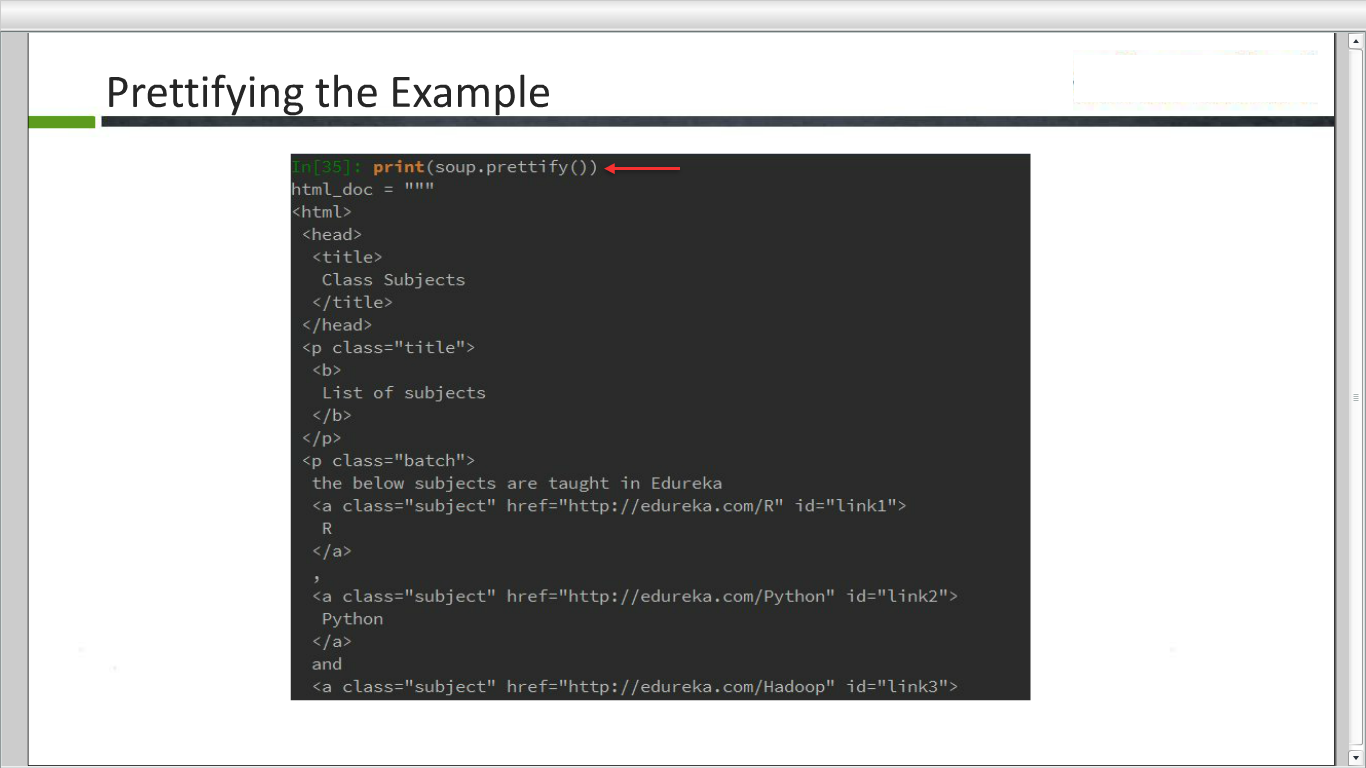 Prettifying the Example
In[35]: print(soup.prettify())
html_doc = """
<html>
 <head>
  <title>
   Class Subjects
  </title>
 </head>
 <p class="title">
  <b>
   List of subjects
  </b>
 </p>
 <p class="batch">
  the below subjects are taught in Edureka
  <a class="subject" href="http://edureka.com/R" id="link1">
   R
  </a>
  ,
  <a class="subject" href="http://edureka.com/Python" id="link2">
   Python
  </a>
  and
  <a class="subject" href="http://edureka.com/Hadoop" id="link3">